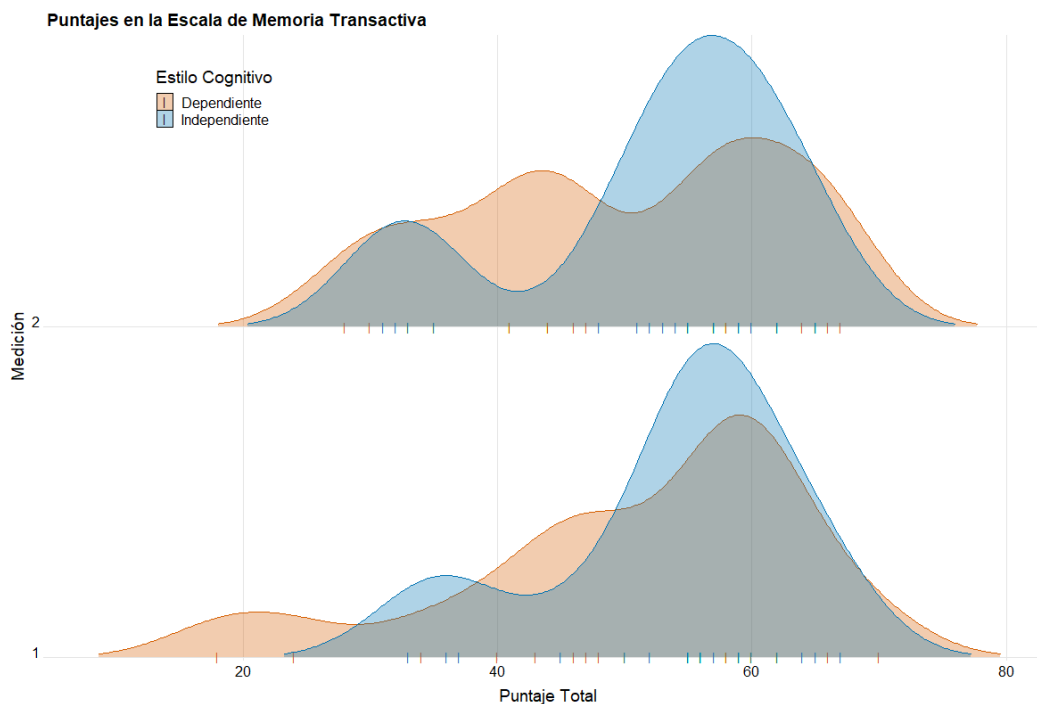 Puntajes en la Escala de Memoria Transactiva
Estilo Cognitivo
Dependiente
Independiente
Medición
2
1
20 40 60 80
Puntaje Total